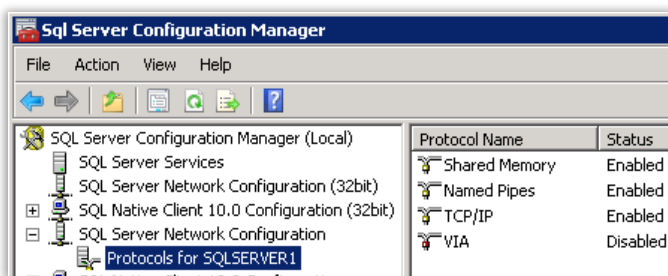 Sql Server Configuration Manager
File Action View Help
SQL Server Configuration Manager (Local)
SQL Server Services
SQL Server Network Configuration (32bit)
SQL Native Client 10.0 Configuration (32bit)
SQL Server Network Configuration
Protocols for SQLSERVER1
Protocol Name Status
Shared Memory Enabled
Named Pipes Enabled
TCP/IP Enabled
VIA Disabled